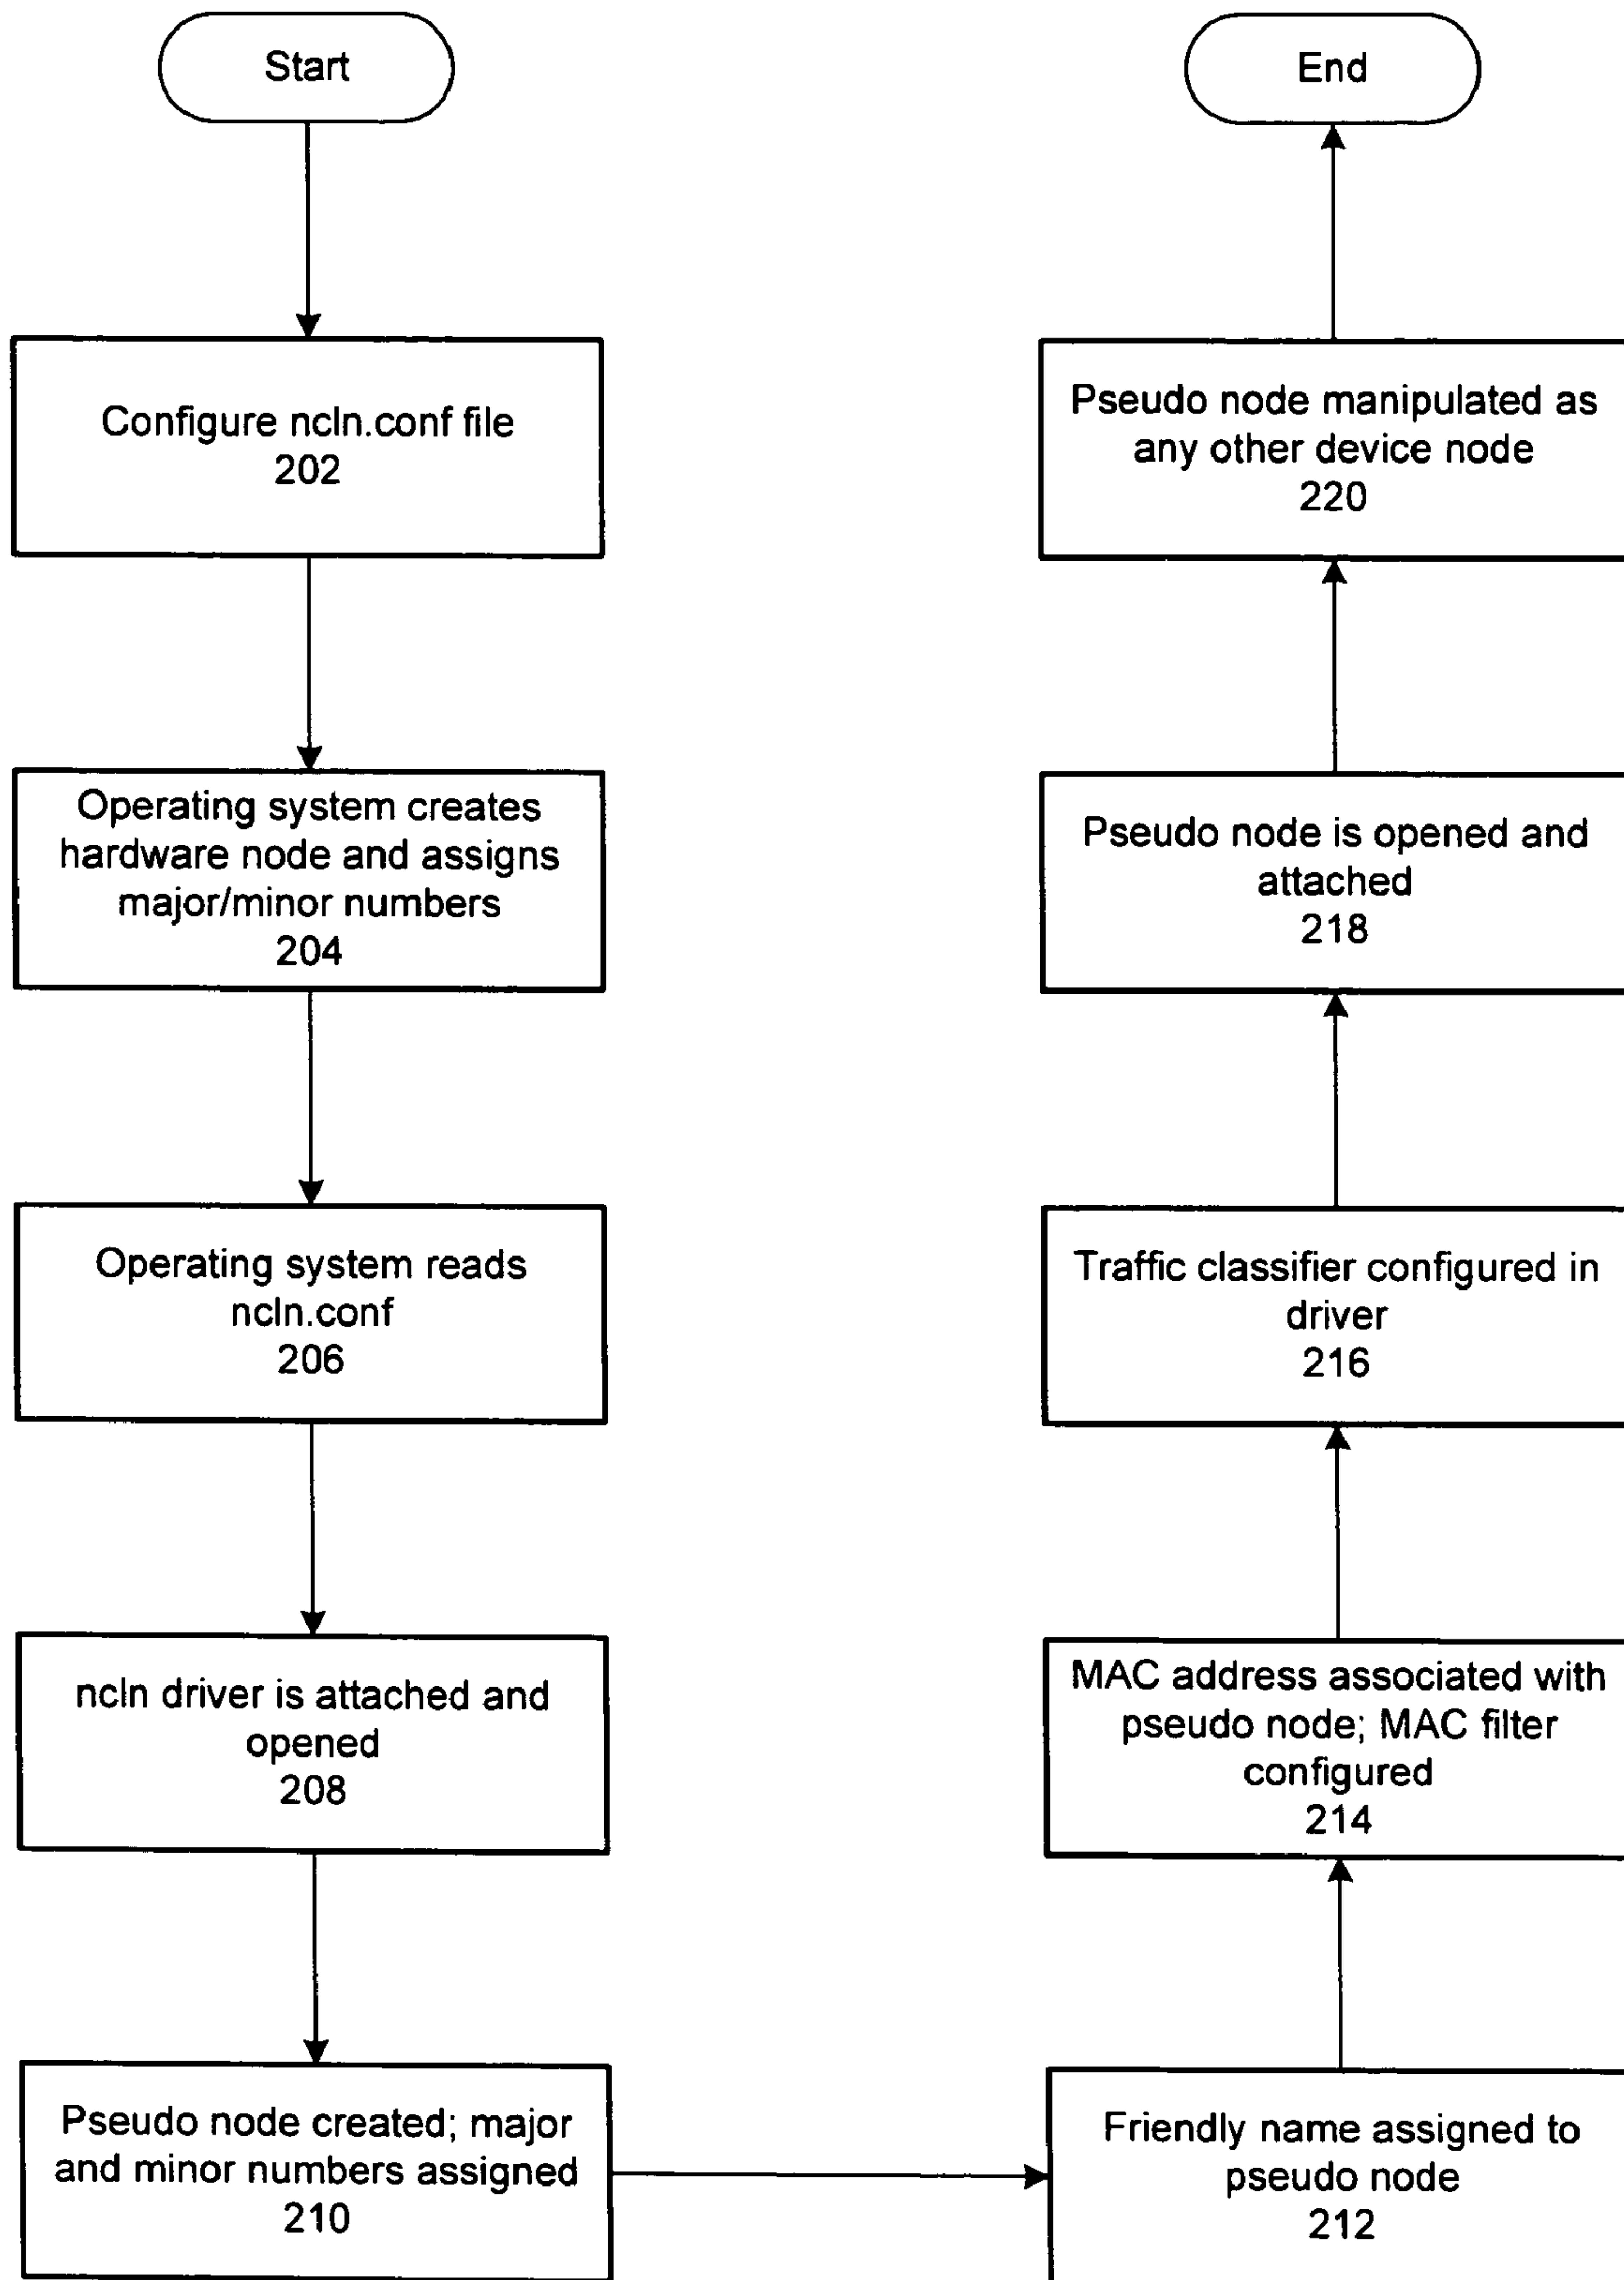 Start
Configure ncln.conf file
202
Operating system creates
hardware node and assigns
major/minor numbers
204
Operating system reads
ncln.conf
206
ncln driver is attached and
opened
208
Pseudo node created; major
and minor numbers assigned
210
Friendly name assigned to
pseudo node
212
MAC address associated with
pseudo node; MAC filter
configured
214
Traffic classifier configured in
driver
216
Pseudo node is opened and
attached
218
Pseudo node manipulated as
any other device node
220
End